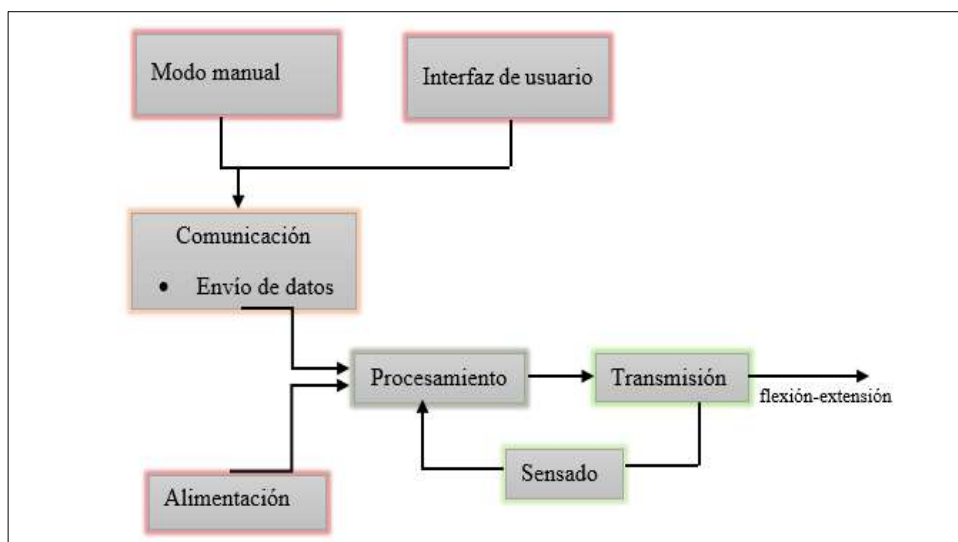 Modo manual
Interfaz de usuario
Comunicación
• Envío de datos
Procesamiento
Transmisión
flexión-extensión
Sensado
Alimentación